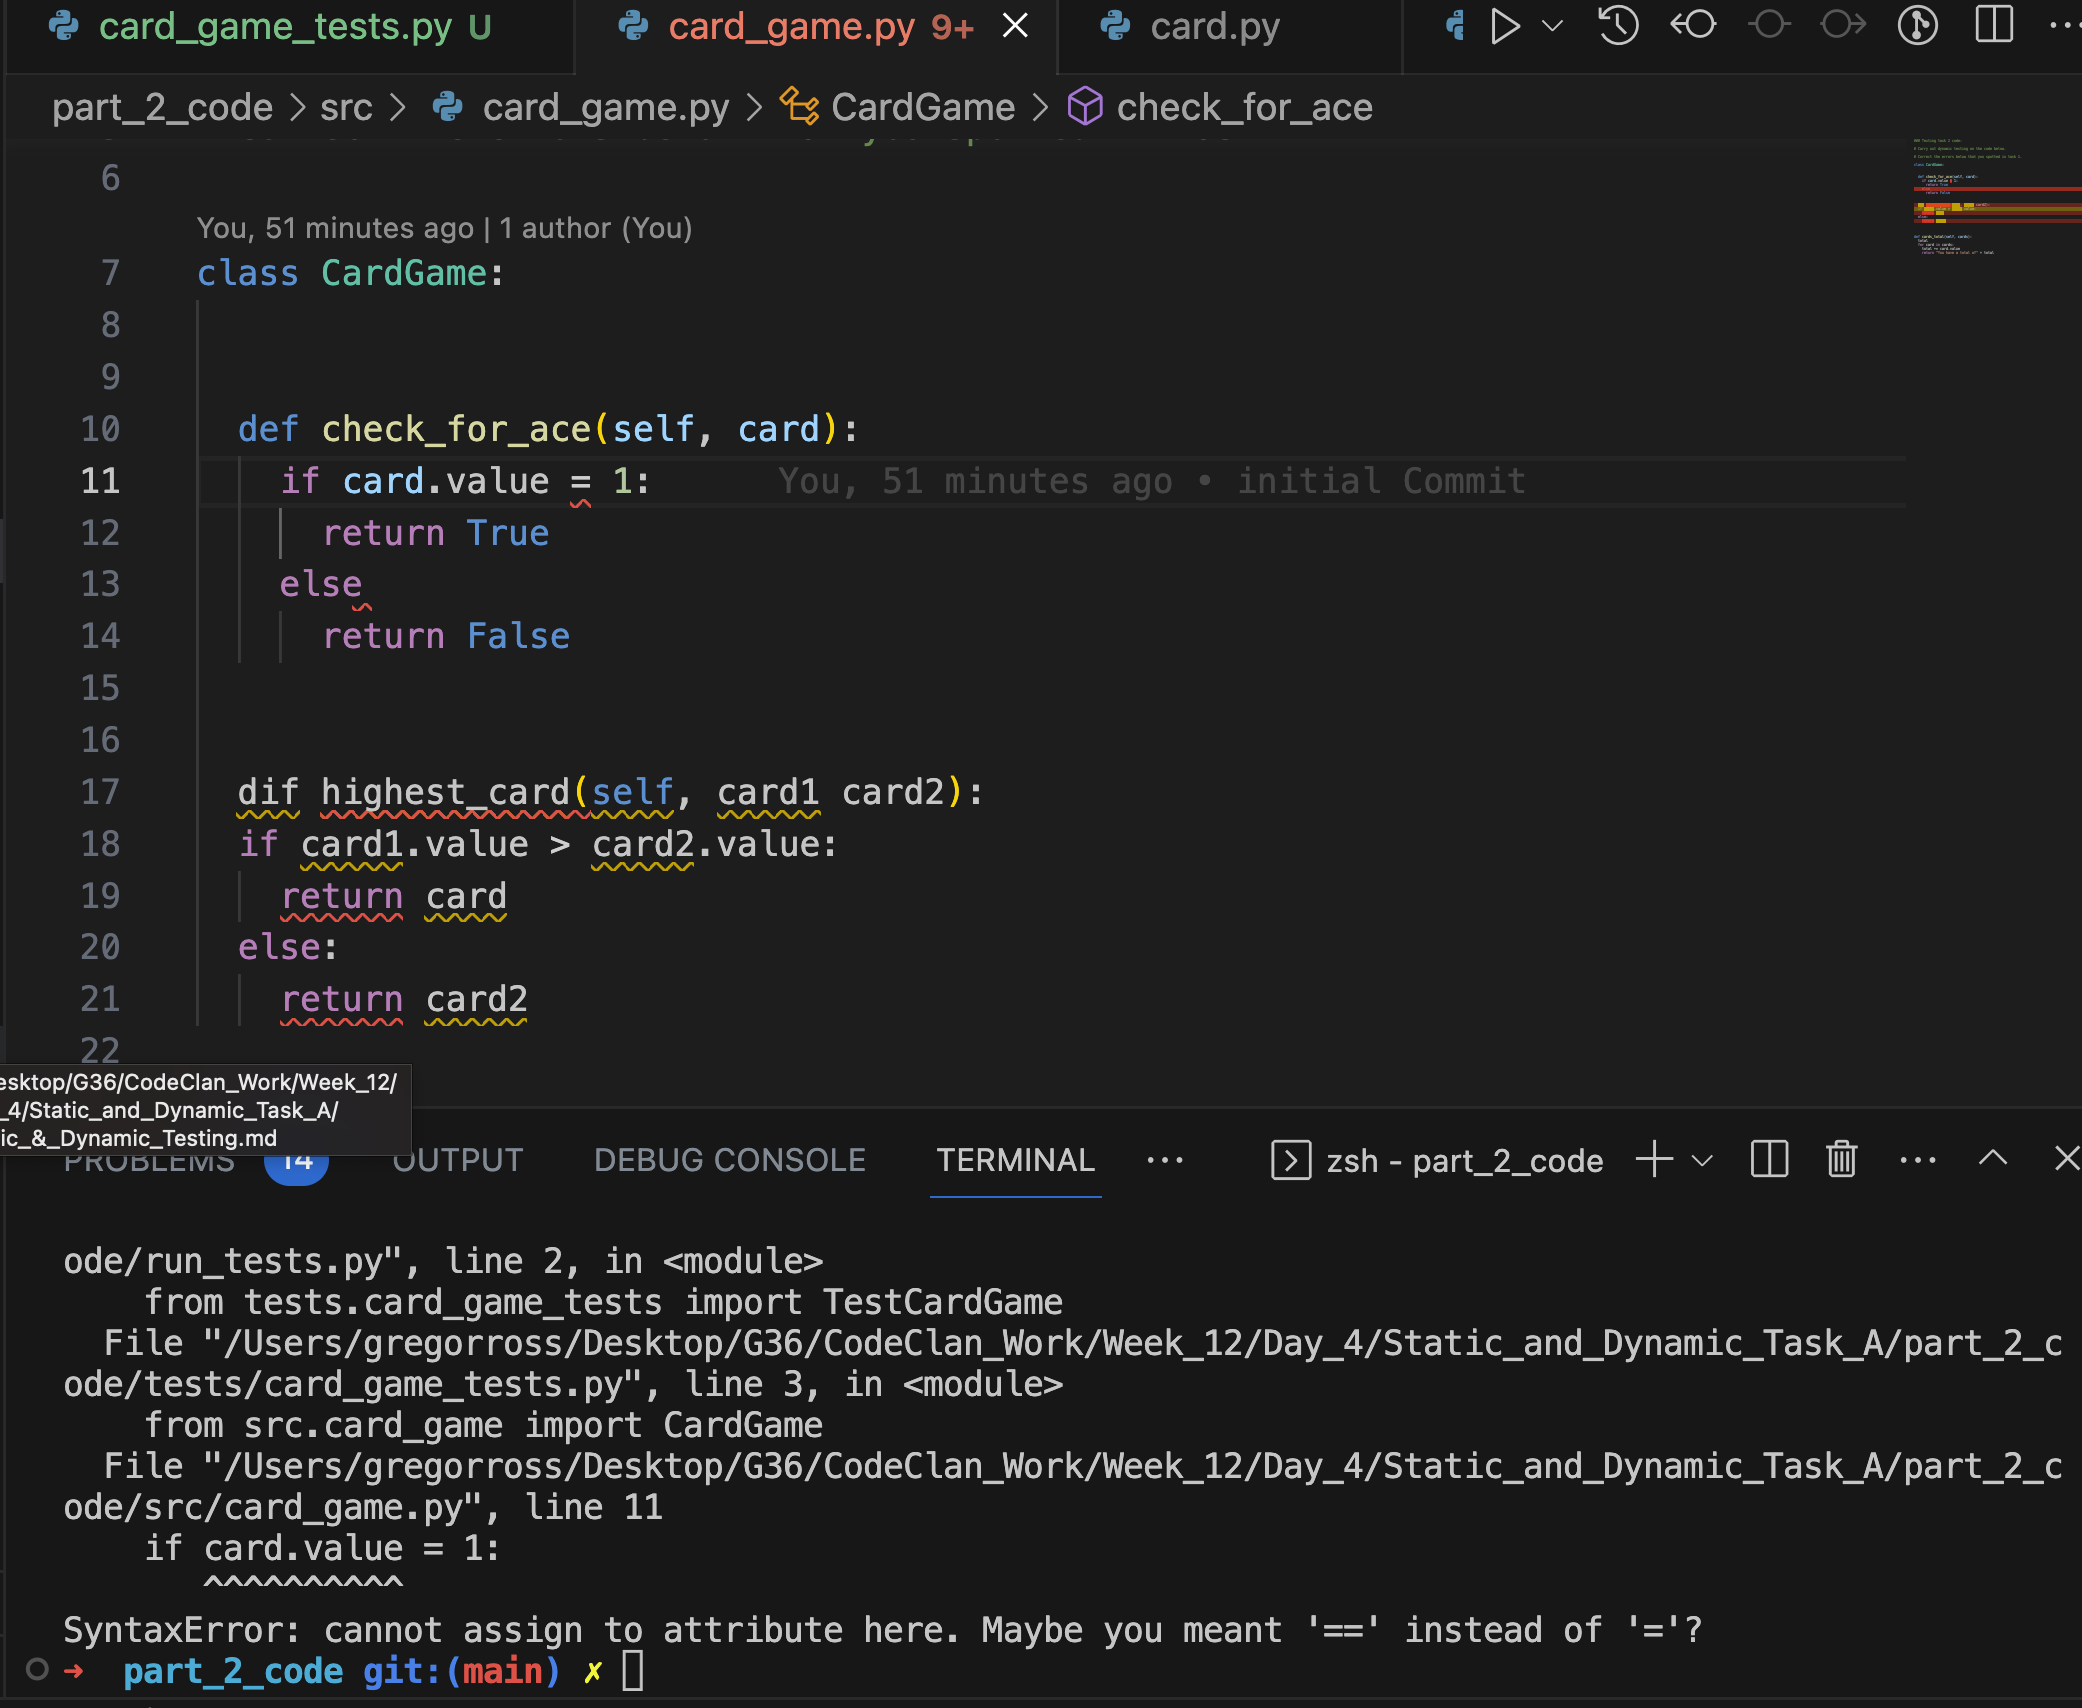 card_game_tests.py U card_game.py 9+ card.py
part_2_code > src > card_game.py > CardGame > check_for_ace
6
You, 51 minutes ago | 1 author (You)
7 class CardGame:
8
9
10 def check_for_ace(self, card):
11 if card.value = 1: You, 51 minutes ago • initial Commit
12 return True
13 else
14 return False
15
16
17 dif highest_card(self, card1 card2):
18 if card1.value > card2.value:
19 return card
20 else:
21 return card2
22
esktop/G36/CodeClan_Work/Week_12/
_4/Static_and_Dynamic_Task_A/
ic_&_Dynamic_Testing.md
PROBLEMS 14 OUTPUT DEBUG CONSOLE TERMINAL ... zsh - part_2_code
ode/run_tests.py", line 2, in <module>
from tests.card_game_tests import TestCardGame
File "/Users/gregorross/Desktop/G36/CodeClan_Work/Week_12/Day_4/Static_and_Dynamic_Task_A/part_2_c
ode/tests/card_game_tests.py", line 3, in <module>
from src.card_game import CardGame
File "/Users/gregorross/Desktop/G36/CodeClan_Work/Week_12/Day_4/Static_and_Dynamic_Task_A/part_2_c
ode/src/card_game.py", line 11
if card.value = 1:
^^^^^^^^^^
SyntaxError: cannot assign to attribute here. Maybe you meant '==' instead of '='?
➜ part_2_code git:(main) ✗